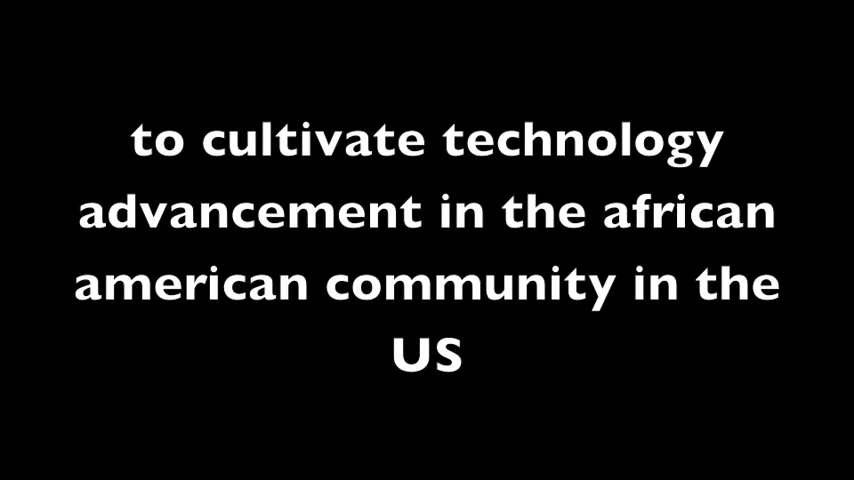 to cultivate technology
advancement in the african
american community in the
US